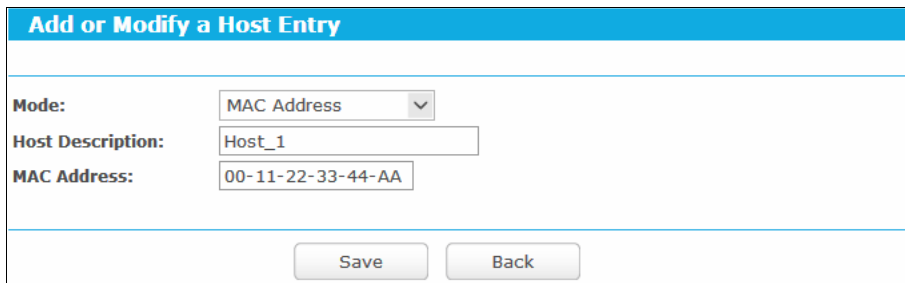 Add or Modify a Host Entry
Mode: MAC Address
Host Description: Host_1
MAC Address: 00-11-22-33-44-AA
Save Back